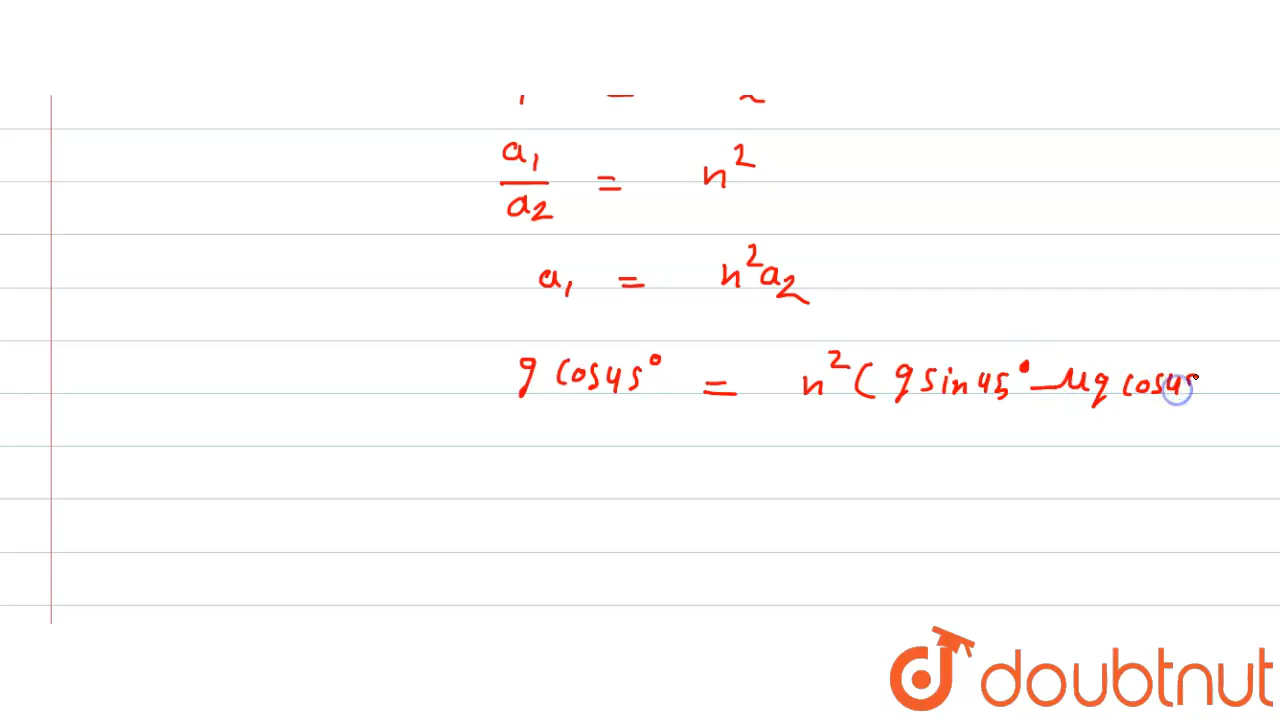 a₁/a₂ = n²
a₁ = n²a₂
g cos45° = n²(g sin45° - μg cos45°
doubtnut